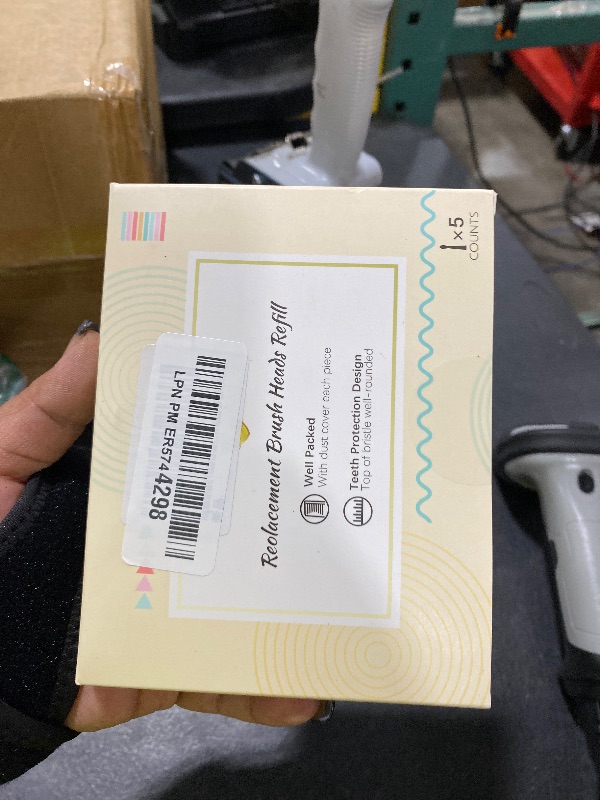 Reolacement Brush Heads Refill
Well Packed
With dust cover each piece
Teeth Protection Design
Top of bristle well-rounded
×5
COUNTS
LPN PM ER5744298